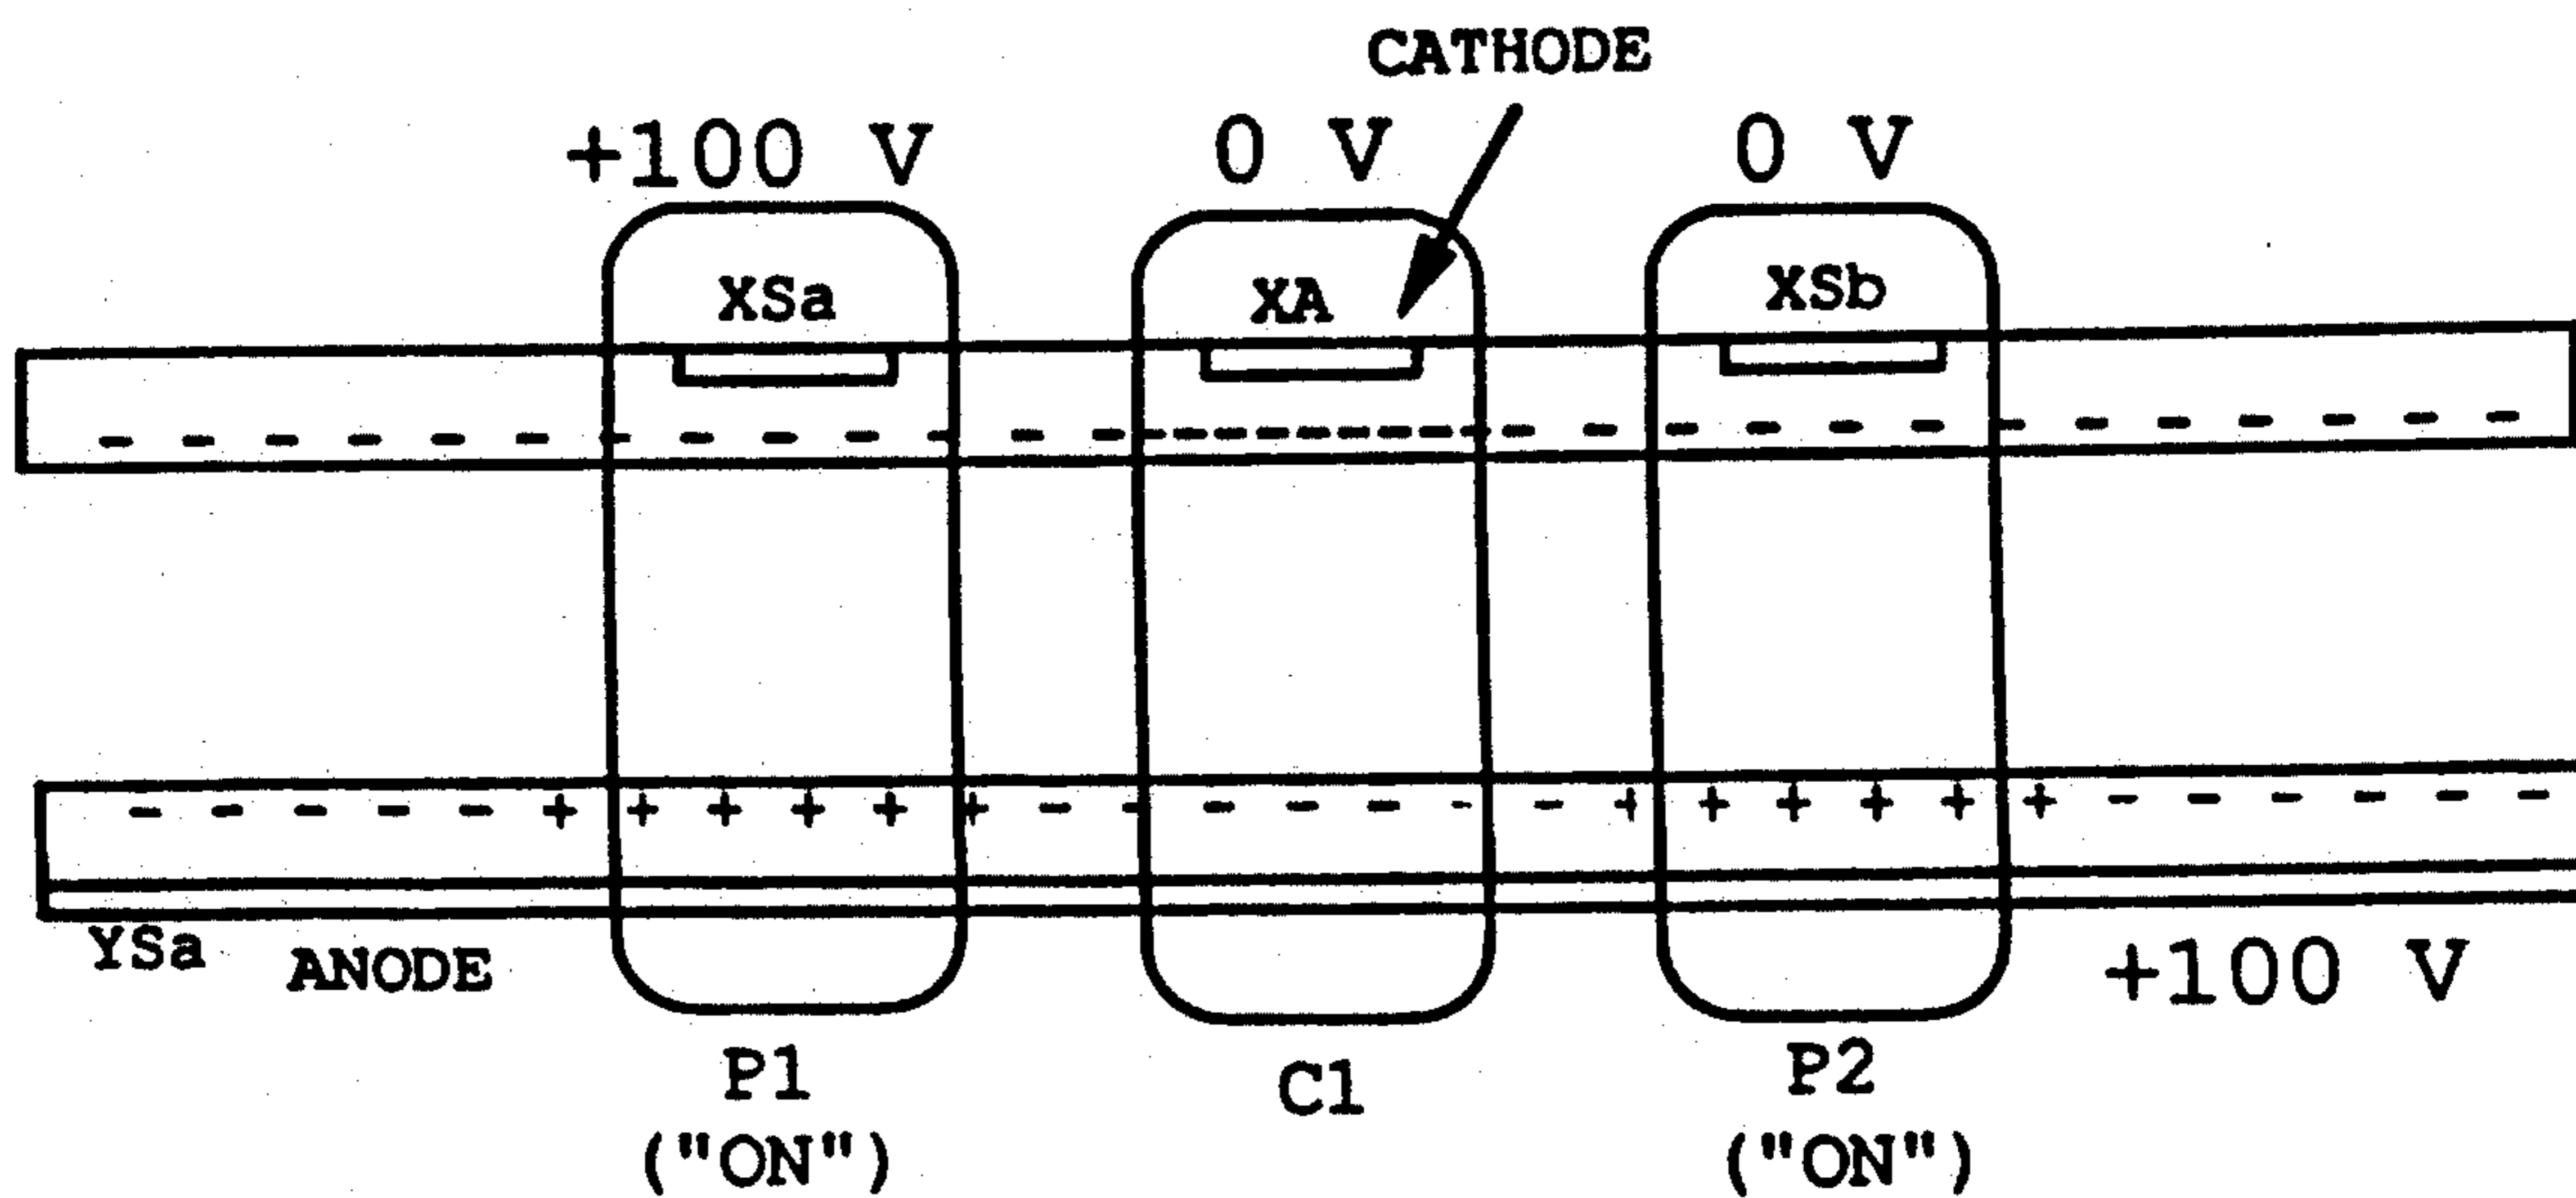 CATHODE
+100 V 0 V 0 V
XSa XA XSb
YSa ANODE +100 V
P1 C1 P2
("ON") ("ON")